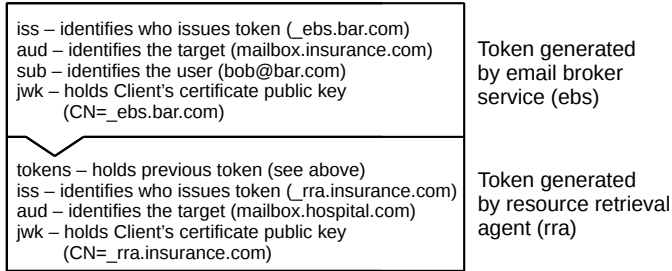 iss – identifies who issues token (_ebs.bar.com)
aud – identifies the target (mailbox.insurance.com)
sub – identifies the user (bob@bar.com)
jwk – holds Client's certificate public key
(CN=_ebs.bar.com)
Token generated
by email broker
service (ebs)
tokens – holds previous token (see above)
iss – identifies who issues token (_rra.insurance.com)
aud – identifies the target (mailbox.hospital.com)
jwk – holds Client's certificate public key
(CN=_rra.insurance.com)
Token generated
by resource retrieval
agent (rra)